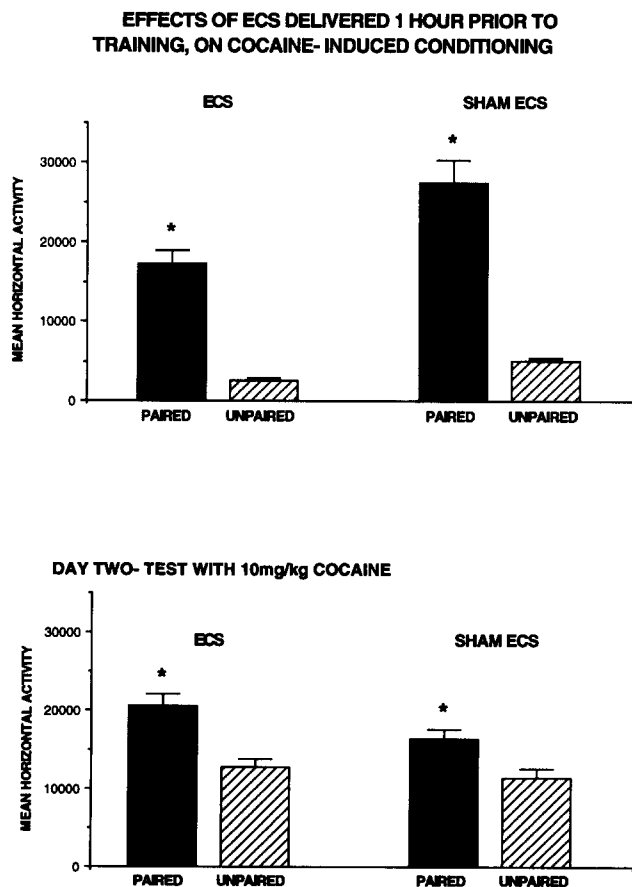 EFFECTS OF ECS DELIVERED 1 HOUR PRIOR TO
TRAINING, ON COCAINE- INDUCED CONDITIONING
ECS
SHAM ECS
MEAN HORIZONTAL ACTIVITY
30000
20000
10000
0
*
*
PAIRED
UNPAIRED
PAIRED
UNPAIRED
DAY TWO- TEST WITH 10mg/kg COCAINE
ECS
SHAM ECS
MEAN HORIZONTAL ACTIVITY
30000
20000
10000
0
*
*
PAIRED
UNPAIRED
PAIRED
UNPAIRED